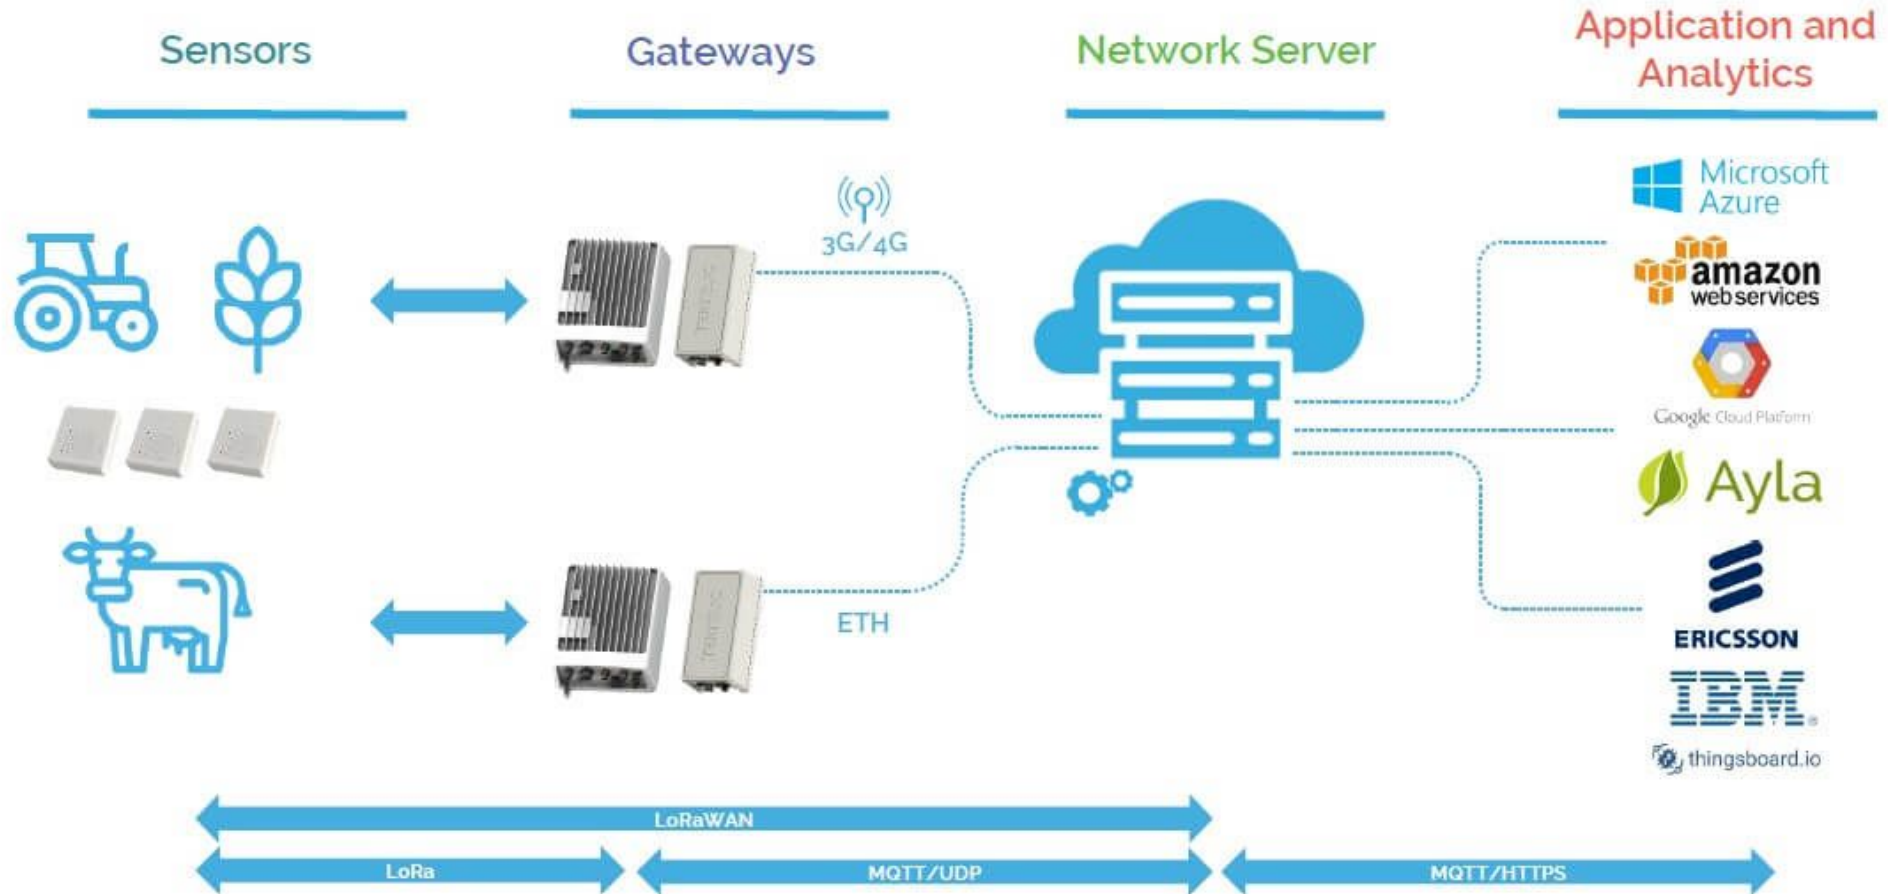 Sensors
Gateways
Network Server
Application and
Analytics
3G/4G
ETH
Microsoft
Azure
amazon
web services
Google Cloud Platform
Ayla
ERICSSON
IBM®
thingsboard.io
LoRaWAN
LoRa
MQTT/UDP
MQTT/HTTPS